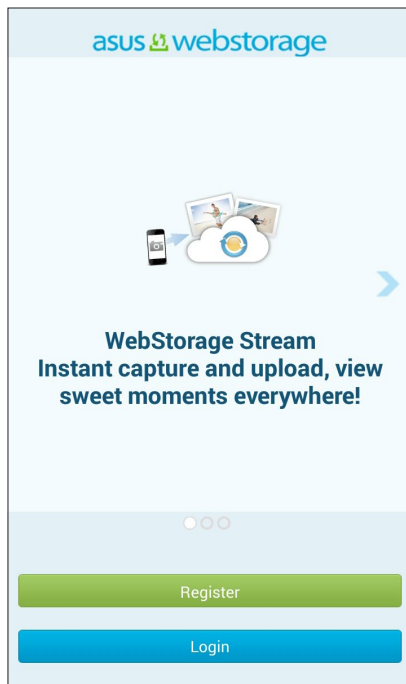 asus webstorage
WebStorage Stream
Instant capture and upload, view
sweet moments everywhere!
Register
Login